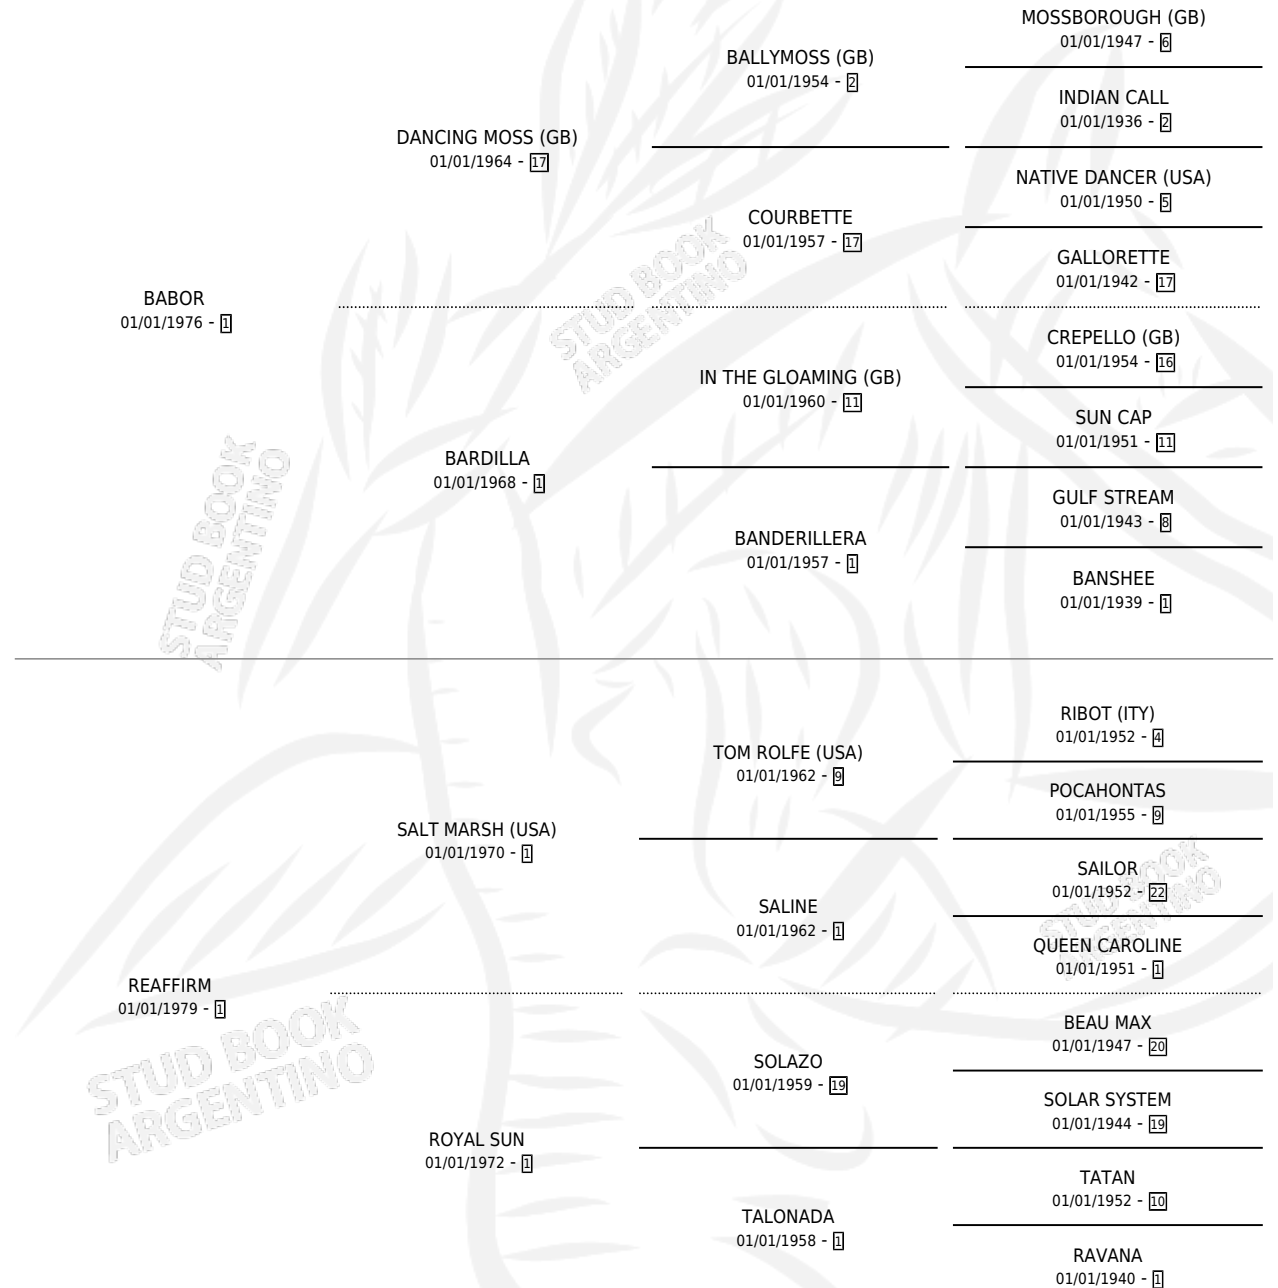 MOSSBOROUGH (GB)
01/01/1947 - 6
BALLYMOSS (GB)
01/01/1954 - 2
INDIAN CALL
01/01/1936 - 2
DANCING MOSS (GB)
01/01/1964 - 17
NATIVE DANCER (USA)
01/01/1950 - 5
COURBETTE
01/01/1957 - 17
GALLORETTE
01/01/1942 - 17
BABOR
01/01/1976 - 1
CREPELLO (GB)
01/01/1954 - 16
IN THE GLOAMING (GB)
01/01/1960 - 11
SUN CAP
01/01/1951 - 11
BARDILLA
01/01/1968 - 1
GULF STREAM
01/01/1943 - 8
BANDERILLERA
01/01/1957 - 1
BANSHEE
01/01/1939 - 1
RIBOT (ITY)
01/01/1952 - 4
TOM ROLFE (USA)
01/01/1962 - 9
POCAHONTAS
01/01/1955 - 9
SALT MARSH (USA)
01/01/1970 - 1
SAILOR
01/01/1952 - 22
SALINE
01/01/1962 - 1
QUEEN CAROLINE
01/01/1951 - 1
REAFFIRM
01/01/1979 - 1
BEAU MAX
01/01/1947 - 20
SOLAZO
01/01/1959 - 19
SOLAR SYSTEM
01/01/1944 - 19
ROYAL SUN
01/01/1972 - 1
TATAN
01/01/1952 - 10
TALONADA
01/01/1958 - 1
RAVANA
01/01/1940 - 1
STUD BOOK
ARGENTINO
STUD BOOK
ARGENTINO
STUD BOOK
ARGENTINO
STUD BOOK
ARGENTINO